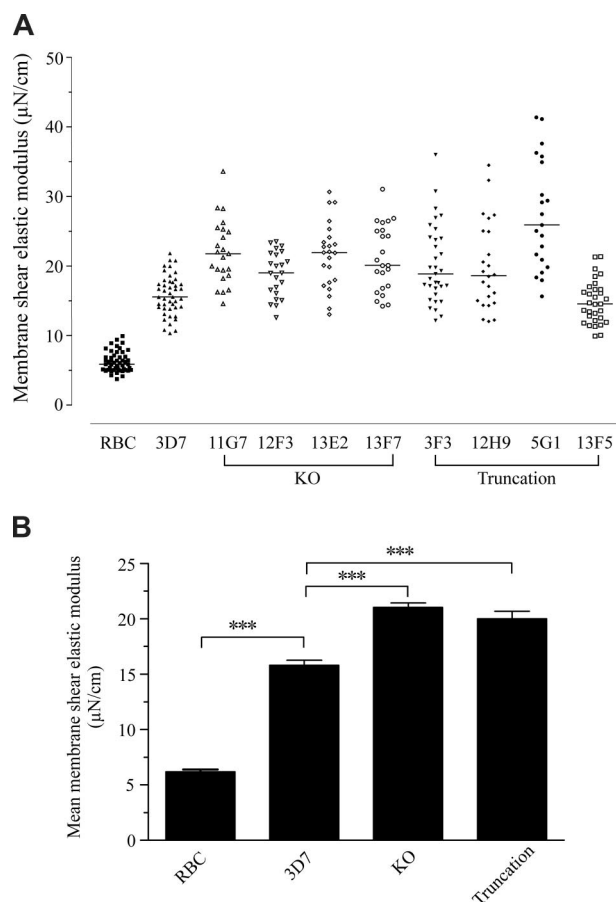 A
Membrane shear elastic modulus (µN/cm)
50
40
30
20
10
0
RBC 3D7 11G7 12F3 13E2 13F7 3F3 12H9 5G1 13F5
KO Truncation
B
Mean membrane shear elastic modulus
(µN/cm)
25
20
15
10
5
0
***
***
***
RBC
3D7
KO
Truncation